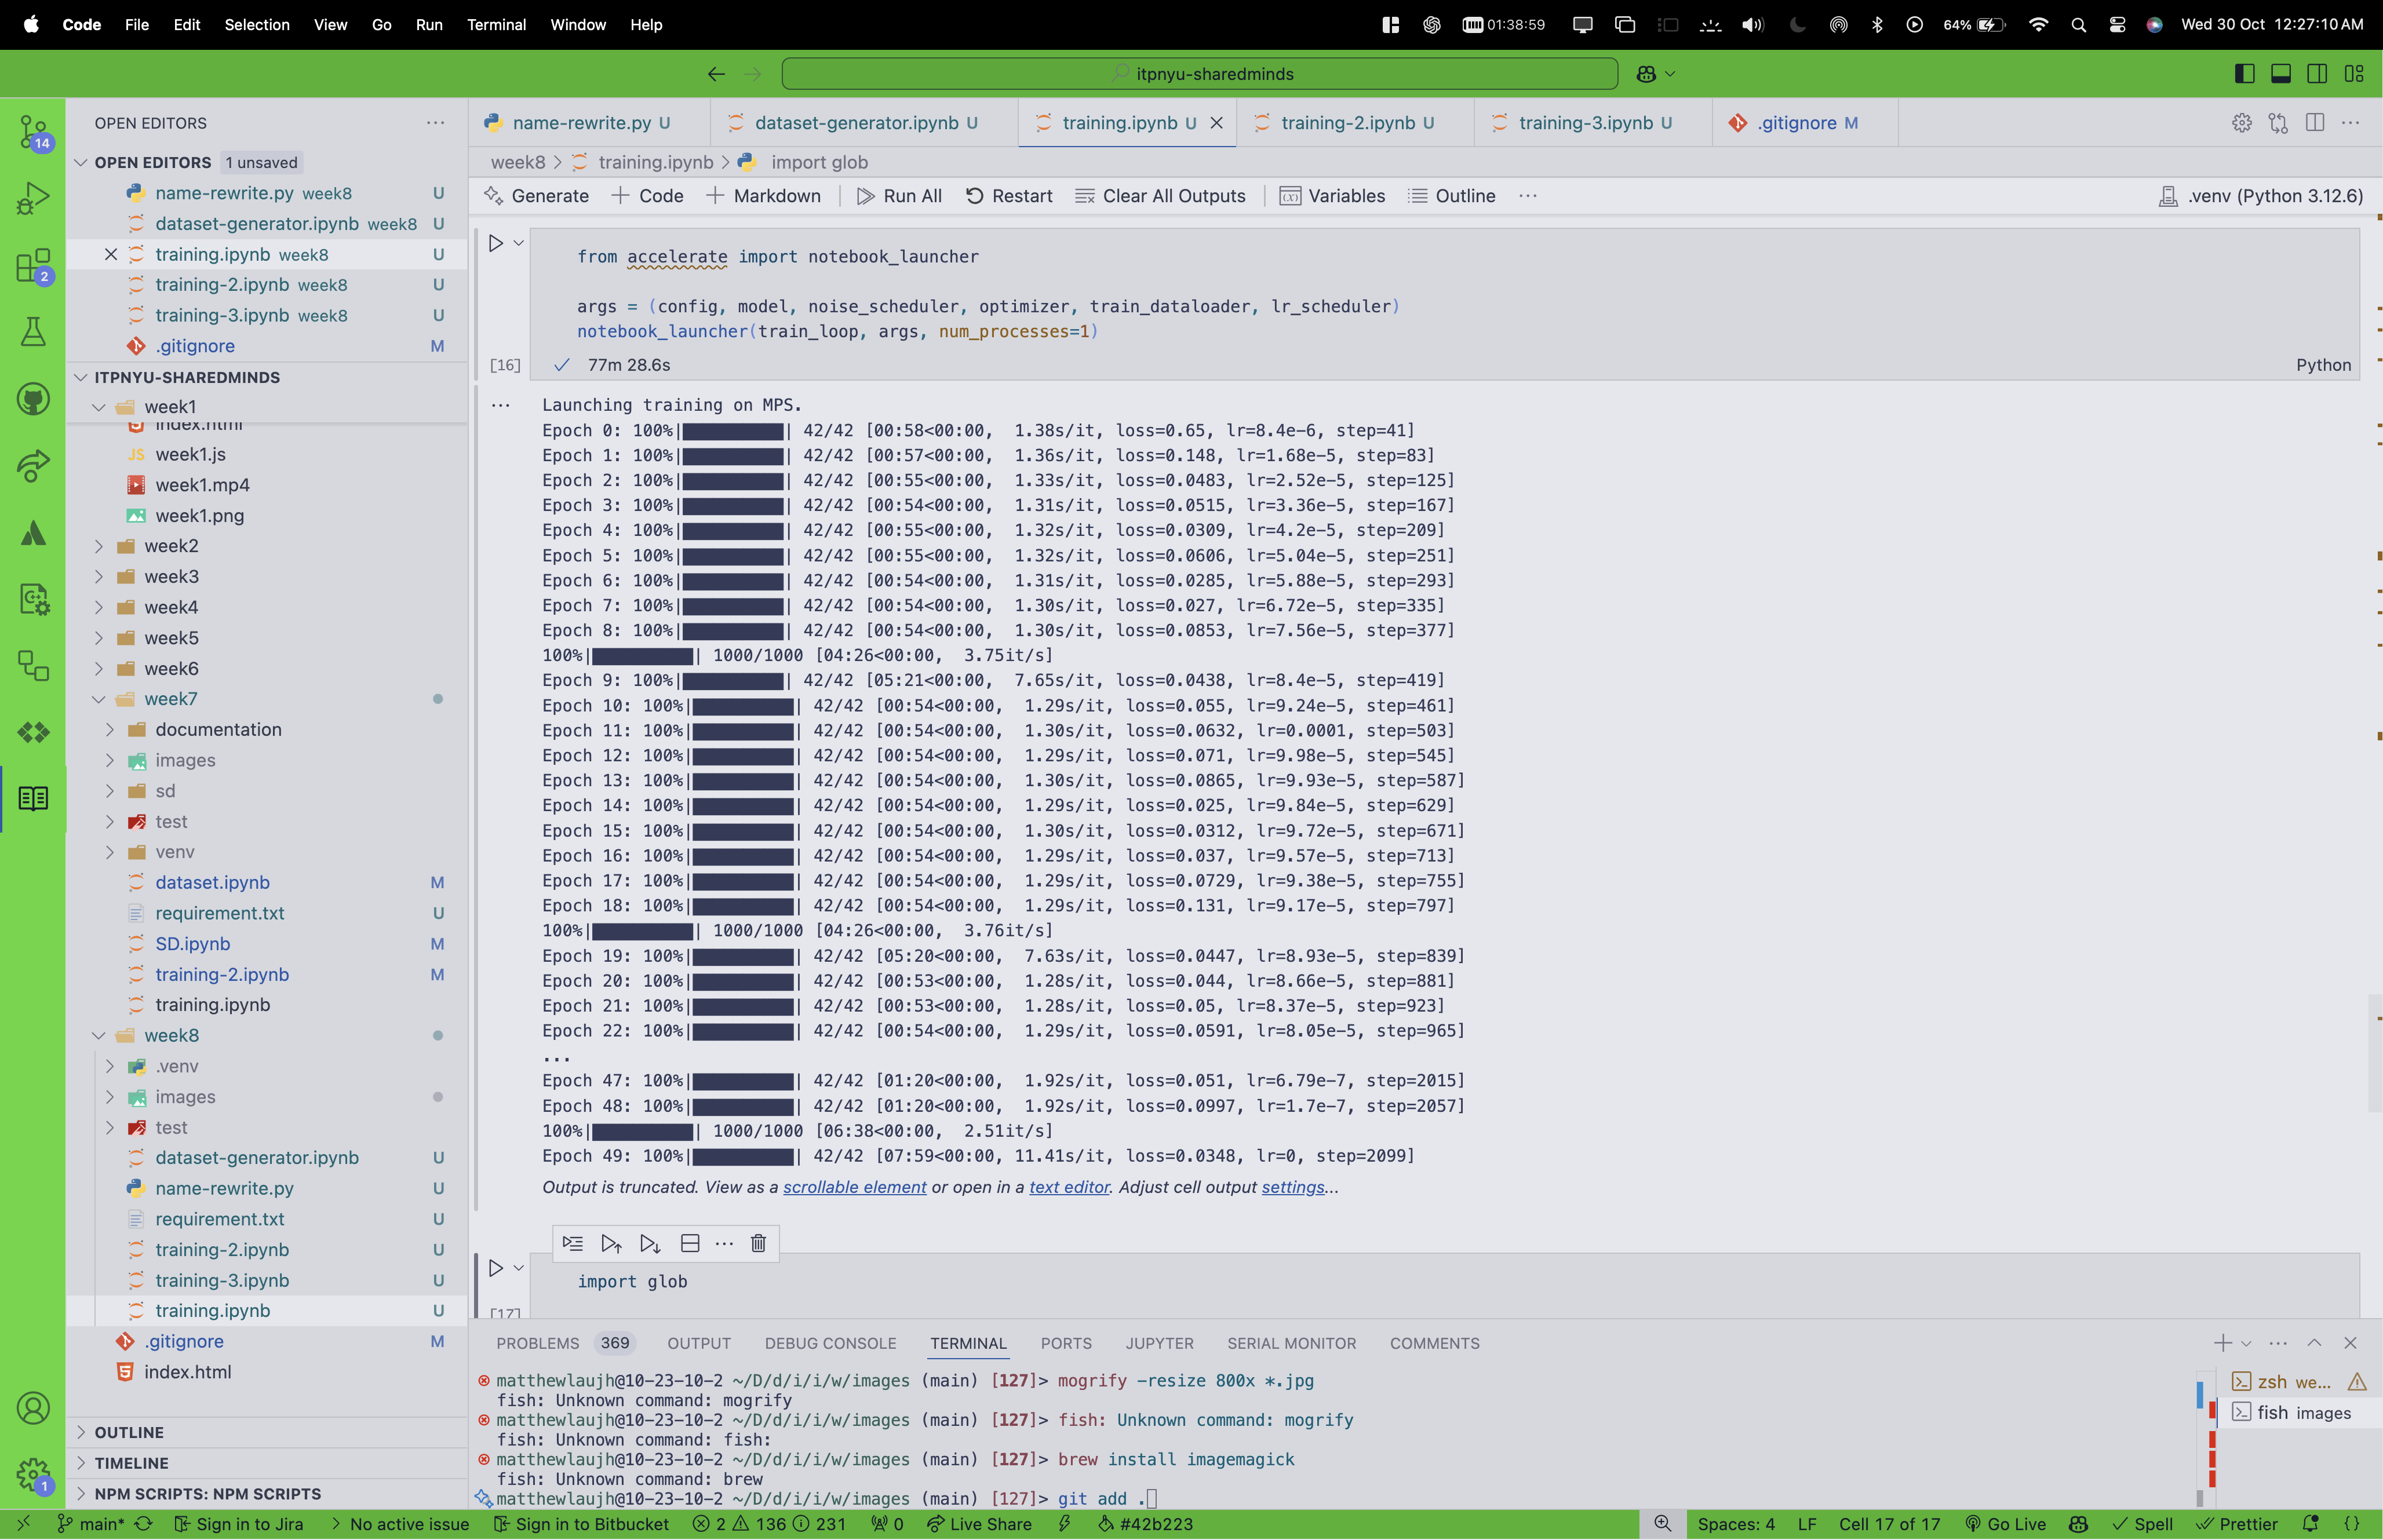 Code File Edit Selection View Go Run Terminal Window Help 01:38:59 64% Wed 30 Oct 12:27:10 AM
itpnyu-sharedminds
14
2
1
OPEN EDITORS ...
OPEN EDITORS 1 unsaved
name-rewrite.py week8 U
dataset-generator.ipynb week8 U
training.ipynb week8 U
training-2.ipynb week8 U
training-3.ipynb week8 U
.gitignore M
ITPNYU-SHAREDMINDS
week1
index.html
JS week1.js
week1.mp4
week1.png
week2
week3
week4
week5
week6
week7
documentation
images
sd
test
venv
dataset.ipynb M
requirement.txt U
SD.ipynb M
training-2.ipynb M
training.ipynb
week8
.venv
images
test
dataset-generator.ipynb U
name-rewrite.py U
requirement.txt U
training-2.ipynb U
training-3.ipynb U
training.ipynb U
.gitignore M
index.html
OUTLINE
TIMELINE
NPM SCRIPTS: NPM SCRIPTS
name-rewrite.py U dataset-generator.ipynb U training.ipynb U training-2.ipynb U training-3.ipynb U .gitignore M
week8 > training.ipynb > import glob
Generate + Code + Markdown Run All Restart Clear All Outputs Variables Outline ... .venv (Python 3.12.6)
from accelerate import notebook_launcher
args = (config, model, noise_scheduler, optimizer, train_dataloader, lr_scheduler)
notebook_launcher(train_loop, args, num_processes=1)
[16] ✓ 77m 28.6s Python
... Launching training on MPS.
Epoch 0: 100%|██████████| 42/42 [00:58<00:00, 1.38s/it, loss=0.65, lr=8.4e-6, step=41]
Epoch 1: 100%|██████████| 42/42 [00:57<00:00, 1.36s/it, loss=0.148, lr=1.68e-5, step=83]
Epoch 2: 100%|██████████| 42/42 [00:55<00:00, 1.33s/it, loss=0.0483, lr=2.52e-5, step=125]
Epoch 3: 100%|██████████| 42/42 [00:54<00:00, 1.31s/it, loss=0.0515, lr=3.36e-5, step=167]
Epoch 4: 100%|██████████| 42/42 [00:55<00:00, 1.32s/it, loss=0.0309, lr=4.2e-5, step=209]
Epoch 5: 100%|██████████| 42/42 [00:55<00:00, 1.32s/it, loss=0.0606, lr=5.04e-5, step=251]
Epoch 6: 100%|██████████| 42/42 [00:54<00:00, 1.31s/it, loss=0.0285, lr=5.88e-5, step=293]
Epoch 7: 100%|██████████| 42/42 [00:54<00:00, 1.30s/it, loss=0.027, lr=6.72e-5, step=335]
Epoch 8: 100%|██████████| 42/42 [00:54<00:00, 1.30s/it, loss=0.0853, lr=7.56e-5, step=377]
100%|██████████| 1000/1000 [04:26<00:00, 3.75it/s]
Epoch 9: 100%|██████████| 42/42 [05:21<00:00, 7.65s/it, loss=0.0438, lr=8.4e-5, step=419]
Epoch 10: 100%|██████████| 42/42 [00:54<00:00, 1.29s/it, loss=0.055, lr=9.24e-5, step=461]
Epoch 11: 100%|██████████| 42/42 [00:54<00:00, 1.30s/it, loss=0.0632, lr=0.0001, step=503]
Epoch 12: 100%|██████████| 42/42 [00:54<00:00, 1.29s/it, loss=0.071, lr=9.98e-5, step=545]
Epoch 13: 100%|██████████| 42/42 [00:54<00:00, 1.30s/it, loss=0.0865, lr=9.93e-5, step=587]
Epoch 14: 100%|██████████| 42/42 [00:54<00:00, 1.29s/it, loss=0.025, lr=9.84e-5, step=629]
Epoch 15: 100%|██████████| 42/42 [00:54<00:00, 1.30s/it, loss=0.0312, lr=9.72e-5, step=671]
Epoch 16: 100%|██████████| 42/42 [00:54<00:00, 1.29s/it, loss=0.037, lr=9.57e-5, step=713]
Epoch 17: 100%|██████████| 42/42 [00:54<00:00, 1.29s/it, loss=0.0729, lr=9.38e-5, step=755]
Epoch 18: 100%|██████████| 42/42 [00:54<00:00, 1.29s/it, loss=0.131, lr=9.17e-5, step=797]
100%|██████████| 1000/1000 [04:26<00:00, 3.76it/s]
Epoch 19: 100%|██████████| 42/42 [05:20<00:00, 7.63s/it, loss=0.0447, lr=8.93e-5, step=839]
Epoch 20: 100%|██████████| 42/42 [00:53<00:00, 1.28s/it, loss=0.044, lr=8.66e-5, step=881]
Epoch 21: 100%|██████████| 42/42 [00:53<00:00, 1.28s/it, loss=0.05, lr=8.37e-5, step=923]
Epoch 22: 100%|██████████| 42/42 [00:54<00:00, 1.29s/it, loss=0.0591, lr=8.05e-5, step=965]
...
Epoch 47: 100%|██████████| 42/42 [01:20<00:00, 1.92s/it, loss=0.051, lr=6.79e-7, step=2015]
Epoch 48: 100%|██████████| 42/42 [01:20<00:00, 1.92s/it, loss=0.0997, lr=1.7e-7, step=2057]
100%|██████████| 1000/1000 [06:38<00:00, 2.51it/s]
Epoch 49: 100%|██████████| 42/42 [07:59<00:00, 11.41s/it, loss=0.0348, lr=0, step=2099]
Output is truncated. View as a scrollable element or open in a text editor. Adjust cell output settings...
import glob
[17]
PROBLEMS 369 OUTPUT DEBUG CONSOLE TERMINAL PORTS JUPYTER SERIAL MONITOR COMMENTS
matthewlaujh@10-23-10-2 ~/D/d/i/i/w/images (main) [127]> mogrify -resize 800x *.jpg
fish: Unknown command: mogrify
matthewlaujh@10-23-10-2 ~/D/d/i/i/w/images (main) [127]> fish: Unknown command: mogrify
fish: Unknown command: fish:
matthewlaujh@10-23-10-2 ~/D/d/i/i/w/images (main) [127]> brew install imagemagick
fish: Unknown command: brew
matthewlaujh@10-23-10-2 ~/D/d/i/i/w/images (main) [127]> git add .
zsh we...
fish images
main* Sign in to Jira No active issue Sign in to Bitbucket 2 136 231 0 Live Share #42b223 Spaces: 4 LF Cell 17 of 17 Go Live Spell Prettier {}